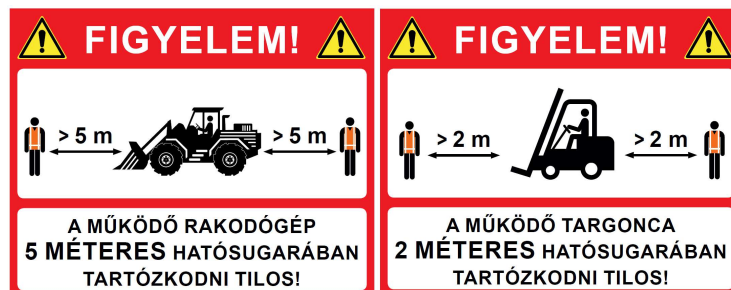 FIGYELEM!
> 5 m > 5 m
A MŰKÖDŐ RAKODÓGÉP
5 MÉTERES HATÓSUGARÁBAN
TARTÓZKODNI TILOS!
FIGYELEM!
> 2 m > 2 m
A MŰKÖDŐ TARGONCA
2 MÉTERES HATÓSUGARÁBAN
TARTÓZKODNI TILOS!